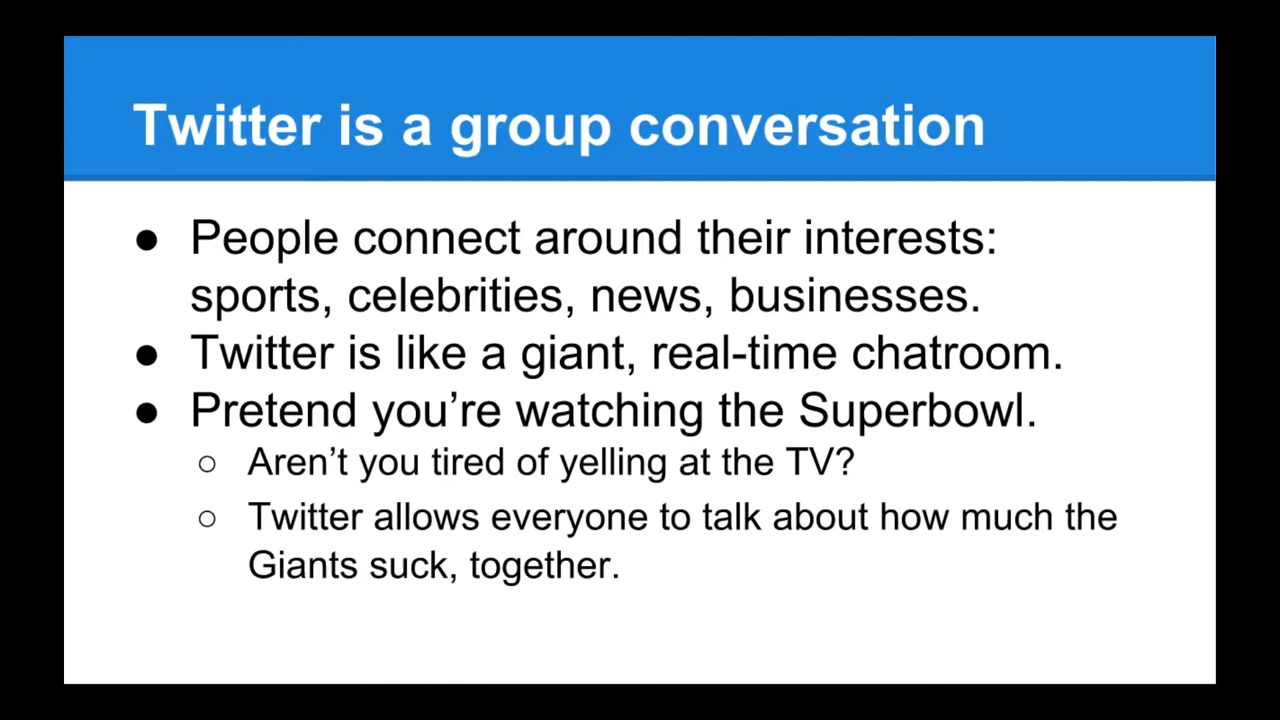 Twitter is a group conversation
● People connect around their interests:
sports, celebrities, news, businesses.
● Twitter is like a giant, real-time chatroom.
● Pretend you’re watching the Superbowl.
○ Aren’t you tired of yelling at the TV?
○ Twitter allows everyone to talk about how much the
Giants suck, together.